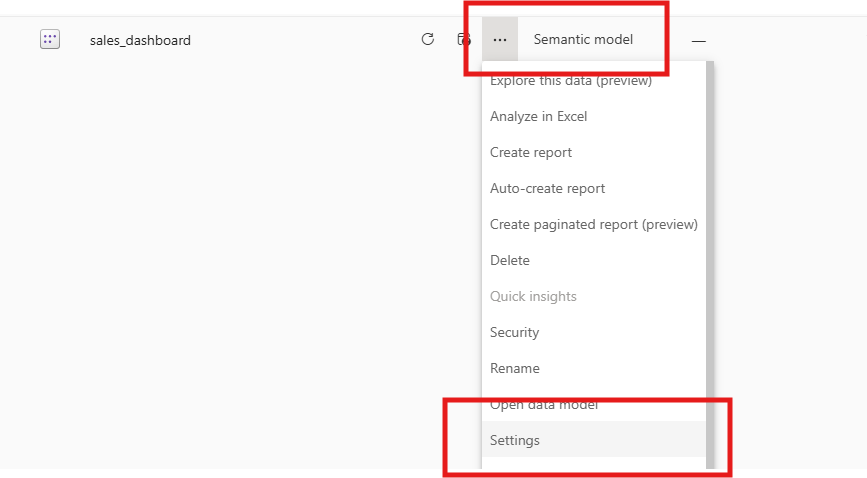 sales_dashboard
... Semantic model —
Explore this data (preview)
Analyze in Excel
Create report
Auto-create report
Create paginated report (preview)
Delete
Quick insights
Security
Rename
Open data model
Settings